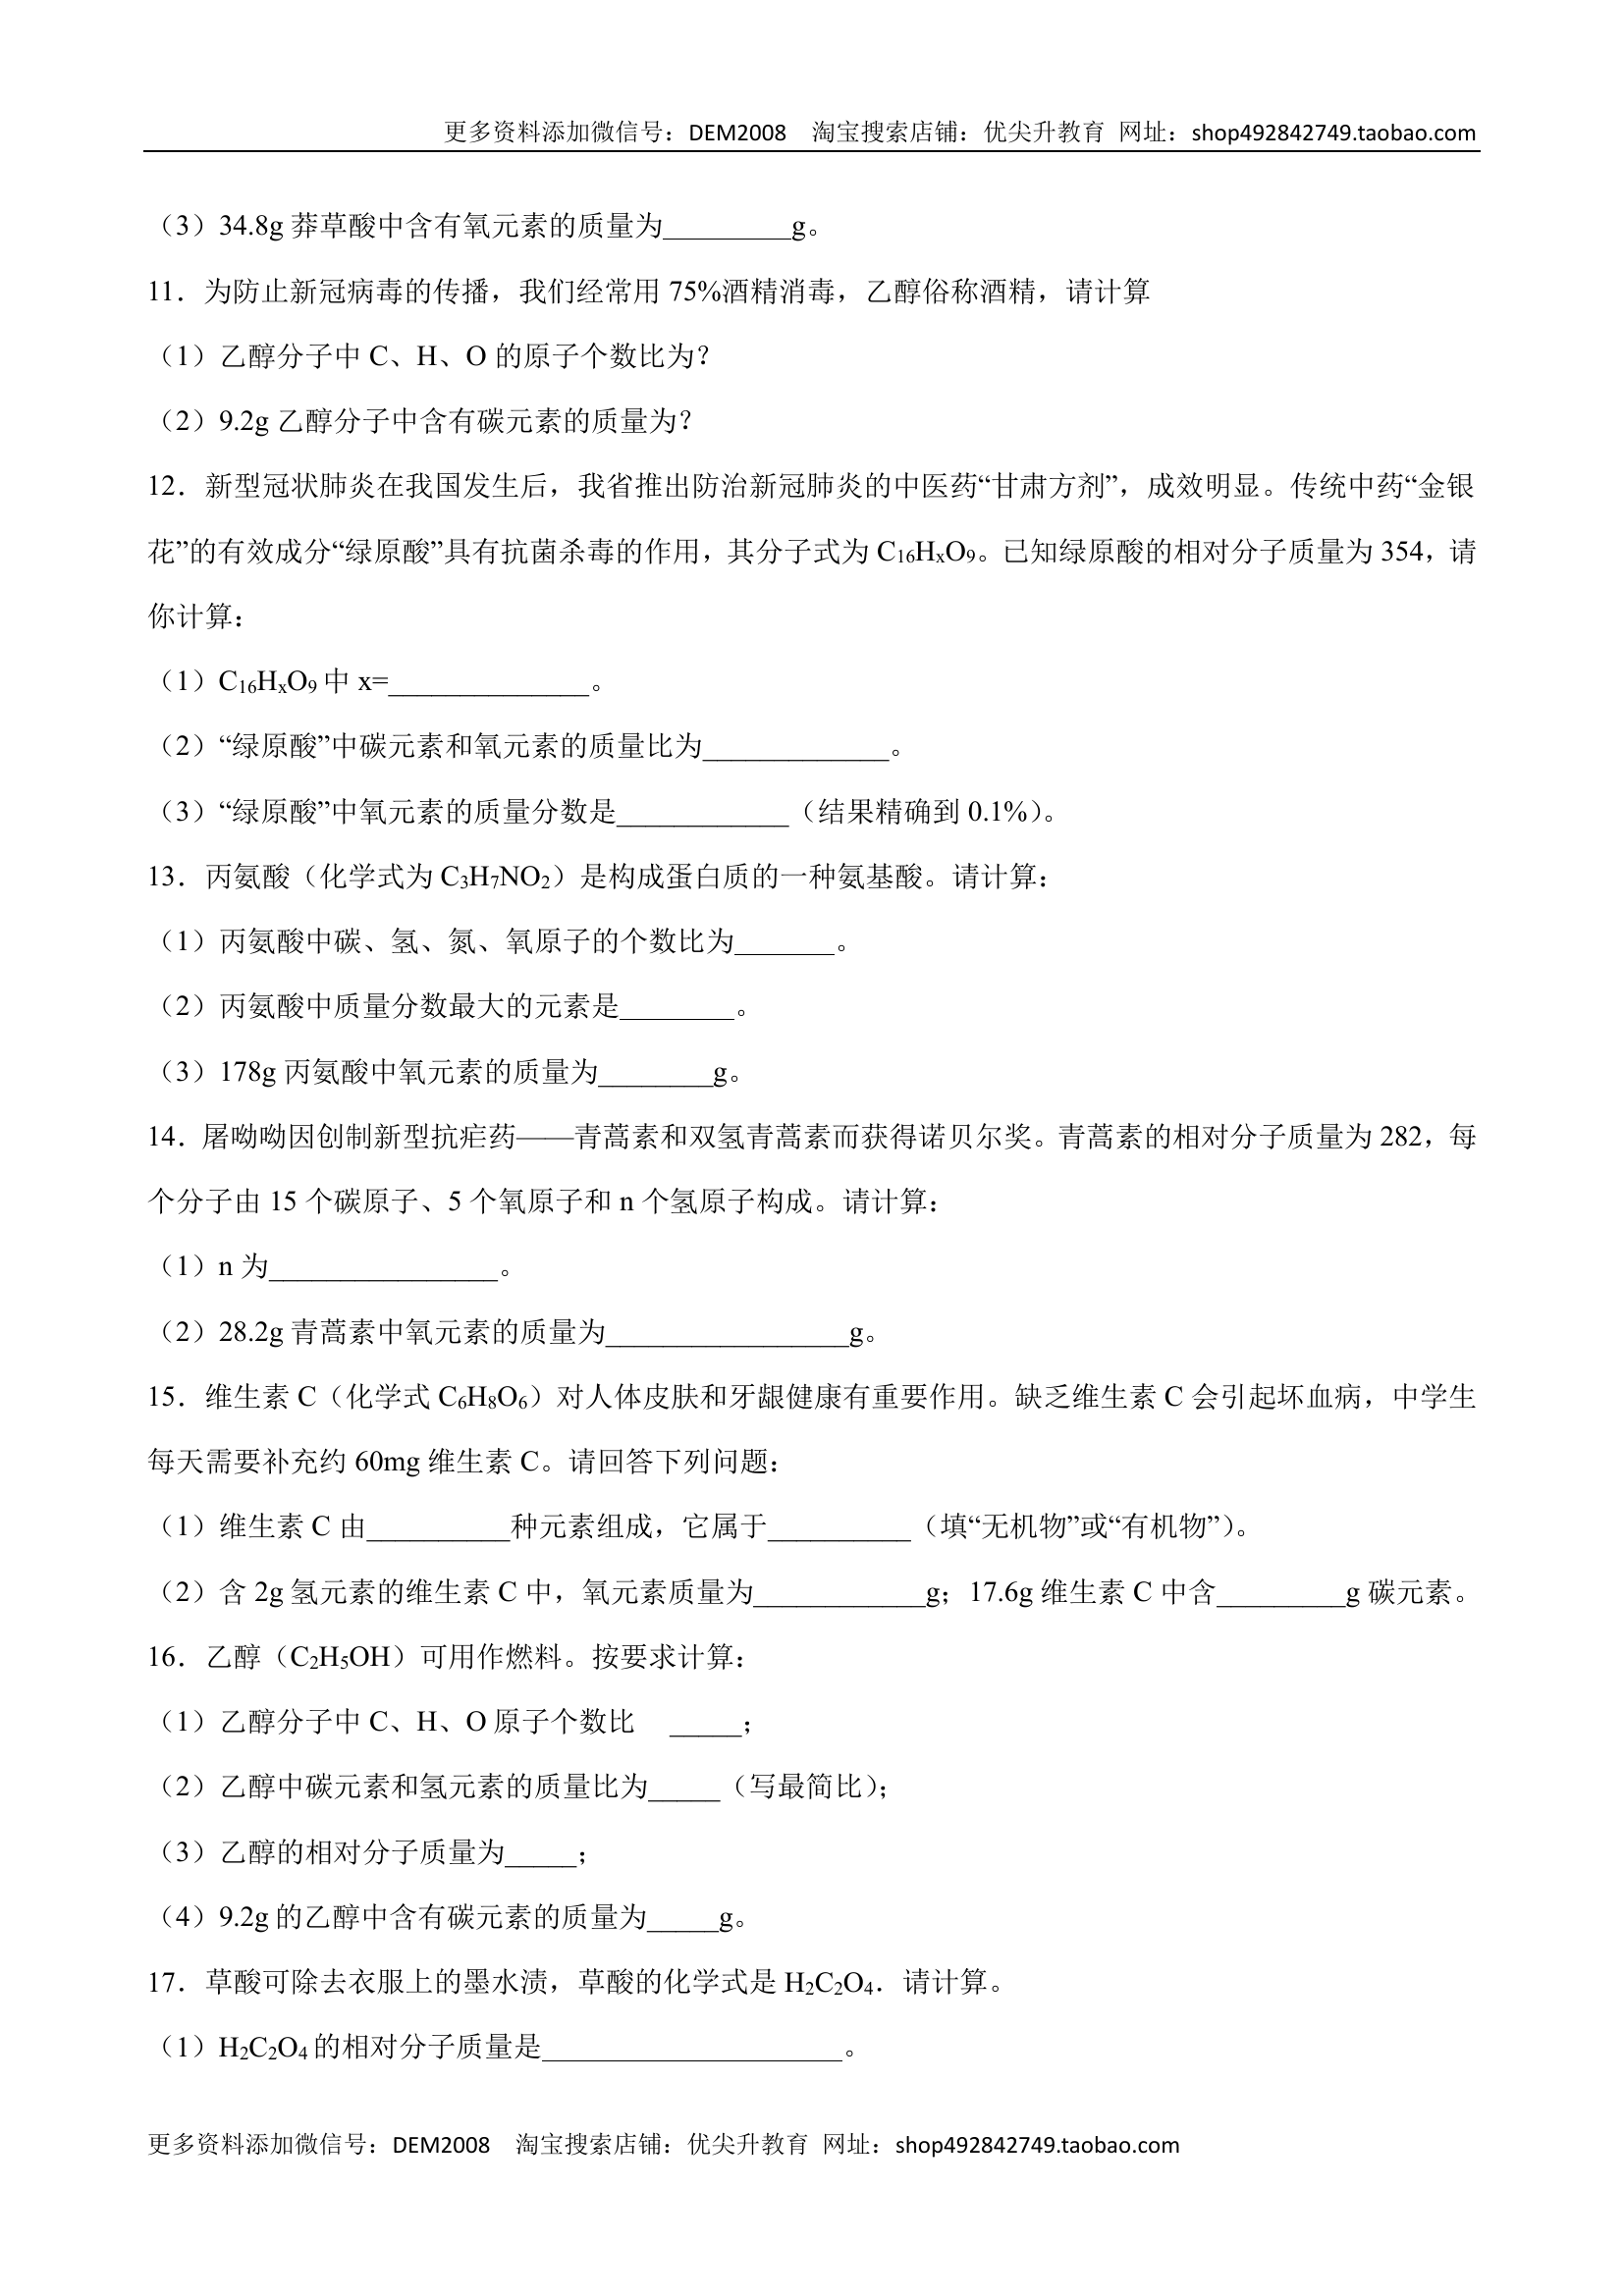 更多资料添加微信号：DEM2008 淘宝搜索店铺：优尖升教育 网址：shop492842749.taobao.com
（3）34.8g 莽草酸中含有氧元素的质量为_________g。
11．为防止新冠病毒的传播，我们经常用 75%酒精消毒，乙醇俗称酒精，请计算
（1）乙醇分子中 C、H、O 的原子个数比为？
（2）9.2g 乙醇分子中含有碳元素的质量为？
12．新型冠状肺炎在我国发生后，我省推出防治新冠肺炎的中医药“甘肃方剂”，成效明显。传统中药“金银
花”的有效成分“绿原酸”具有抗菌杀毒的作用，其分子式为 C₁₆HₓO₉。已知绿原酸的相对分子质量为 354，请
你计算：
（1）C₁₆HₓO₉中 x=______________。
（2）“绿原酸”中碳元素和氧元素的质量比为_____________。
（3）“绿原酸”中氧元素的质量分数是____________（结果精确到 0.1%）。
13．丙氨酸（化学式为 C₃H₇NO₂）是构成蛋白质的一种氨基酸。请计算：
（1）丙氨酸中碳、氢、氮、氧原子的个数比为_______。
（2）丙氨酸中质量分数最大的元素是________。
（3）178g 丙氨酸中氧元素的质量为________g。
14．屠呦呦因创制新型抗疟药——青蒿素和双氢青蒿素而获得诺贝尔奖。青蒿素的相对分子质量为 282，每
个分子由 15 个碳原子、5 个氧原子和 n 个氢原子构成。请计算：
（1）n 为________________。
（2）28.2g 青蒿素中氧元素的质量为_________________g。
15．维生素 C（化学式 C₆H₈O₆）对人体皮肤和牙龈健康有重要作用。缺乏维生素 C 会引起坏血病，中学生
每天需要补充约 60mg 维生素 C。请回答下列问题：
（1）维生素 C 由__________种元素组成，它属于__________（填“无机物”或“有机物”）。
（2）含 2g 氢元素的维生素 C 中，氧元素质量为____________g；17.6g 维生素 C 中含_________g 碳元素。
16．乙醇（C₂H₅OH）可用作燃料。按要求计算：
（1）乙醇分子中 C、H、O 原子个数比 _____；
（2）乙醇中碳元素和氢元素的质量比为_____（写最简比）；
（3）乙醇的相对分子质量为_____；
（4）9.2g 的乙醇中含有碳元素的质量为_____g。
17．草酸可除去衣服上的墨水渍，草酸的化学式是 H₂C₂O₄．请计算。
（1）H₂C₂O₄的相对分子质量是_____________________。
更多资料添加微信号：DEM2008 淘宝搜索店铺：优尖升教育 网址：shop492842749.taobao.com